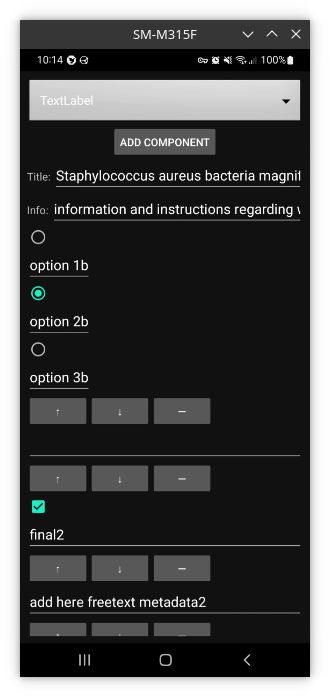 SM-M315F
10:14 100%
TextLabel
ADD COMPONENT
Title: Staphylococcus aureus bacteria magnif
Info: information and instructions regarding v
option 1b
option 2b
option 3b
↑ ↓ −
↑ ↓ −
final2
↑ ↓ −
add here freetext metadata2